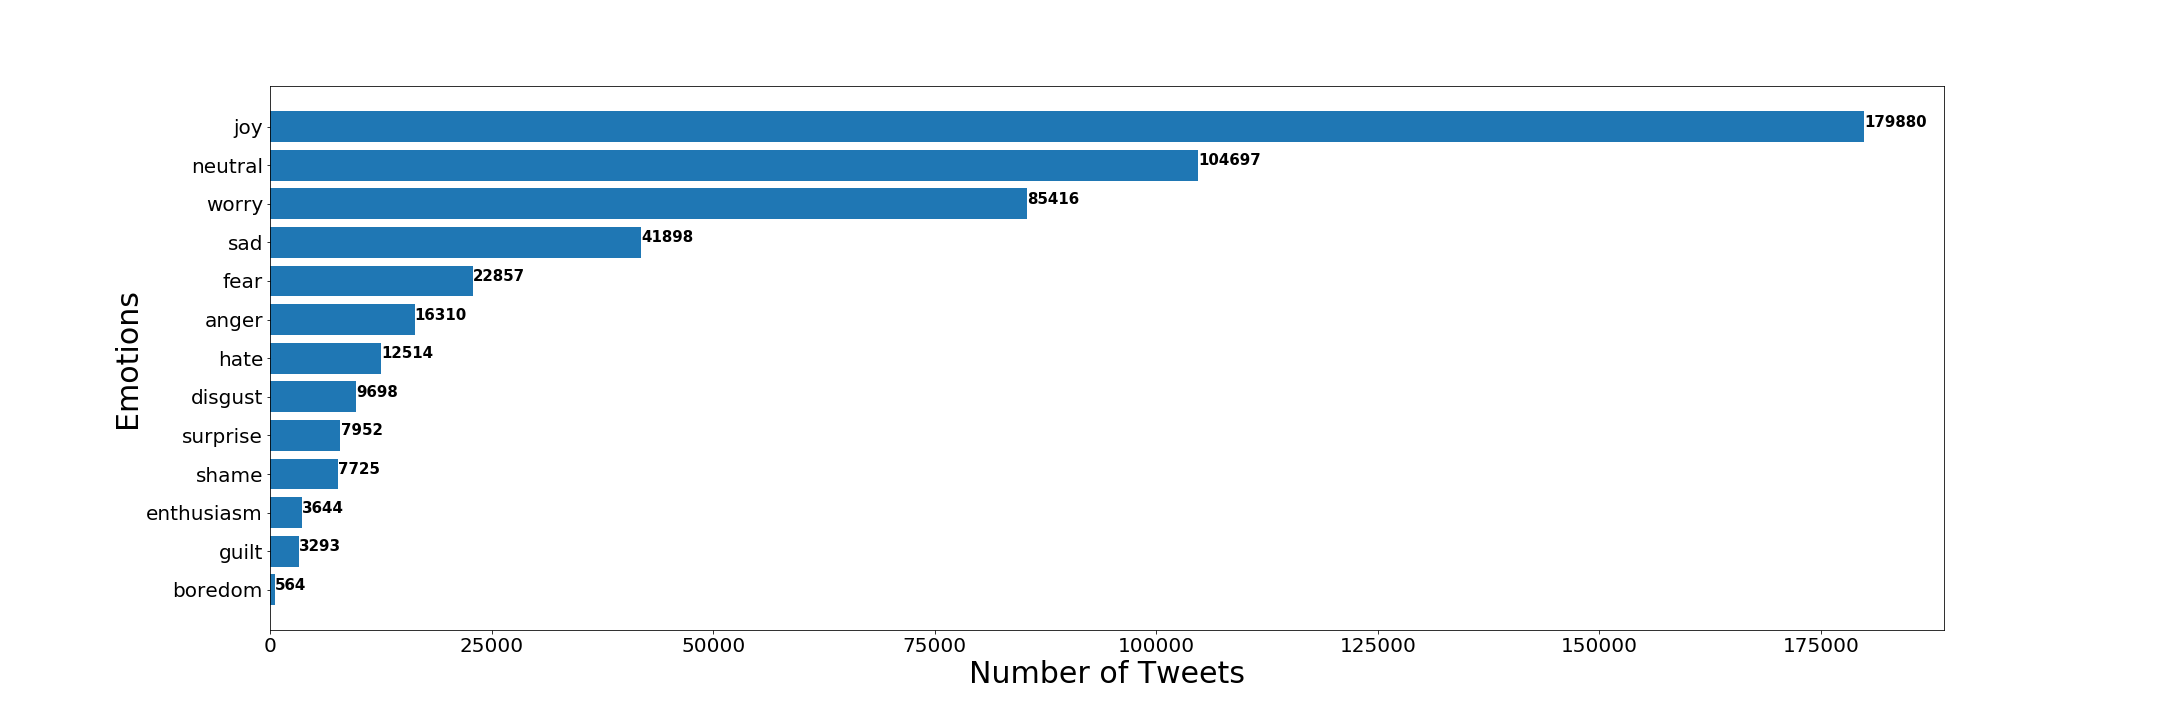 joy 179880
neutral 104697
worry 85416
sad 41898
fear 22857
anger 16310
hate 12514
disgust 9698
surprise 7952
shame 7725
enthusiasm 3644
guilt 3293
boredom 564
Emotions
0 25000 50000 75000 100000 125000 150000 175000
Number of Tweets